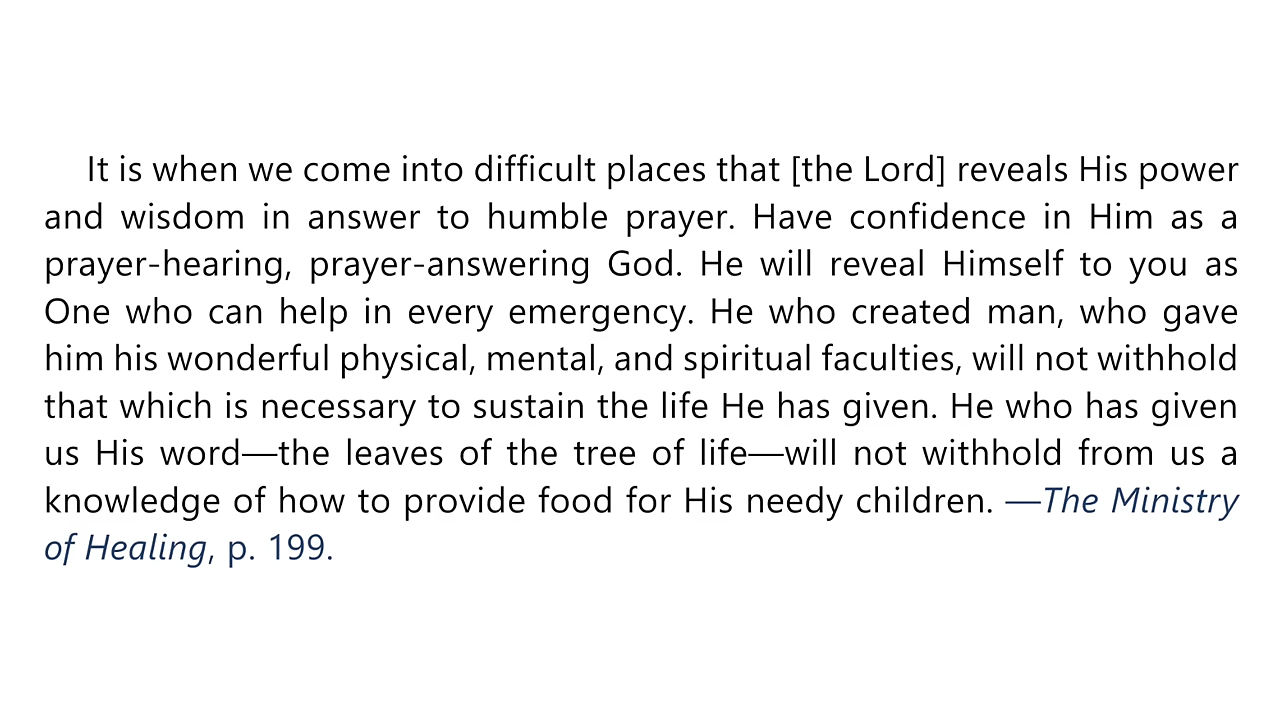 It is when we come into difficult places that [the Lord] reveals His power
and wisdom in answer to humble prayer. Have confidence in Him as a
prayer-hearing, prayer-answering God. He will reveal Himself to you as
One who can help in every emergency. He who created man, who gave
him his wonderful physical, mental, and spiritual faculties, will not withhold
that which is necessary to sustain the life He has given. He who has given
us His word—the leaves of the tree of life—will not withhold from us a
knowledge of how to provide food for His needy children. —The Ministry
of Healing, p. 199.